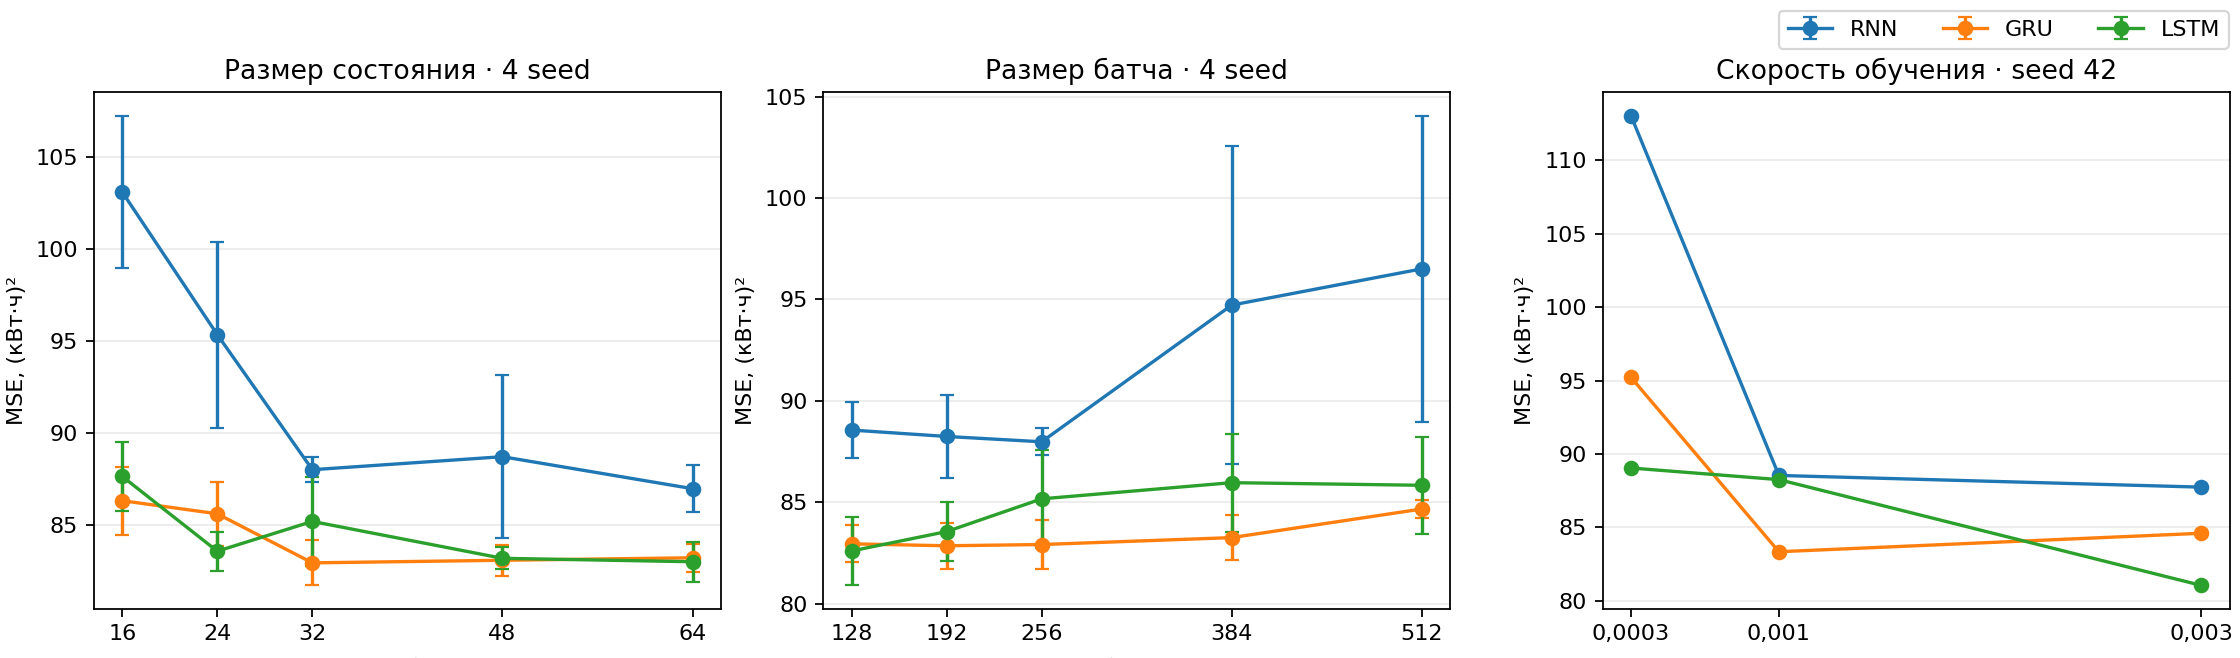 RNN GRU LSTM
Размер состояния · 4 seed
Размер батча · 4 seed
Скорость обучения · seed 42
MSE, (кВт·ч)²
105
100
95
90
85
16 24 32 48 64
MSE, (кВт·ч)²
105
100
95
90
85
80
128 192 256 384 512
MSE, (кВт·ч)²
110
105
100
95
90
85
80
0,0003 0,001 0,003